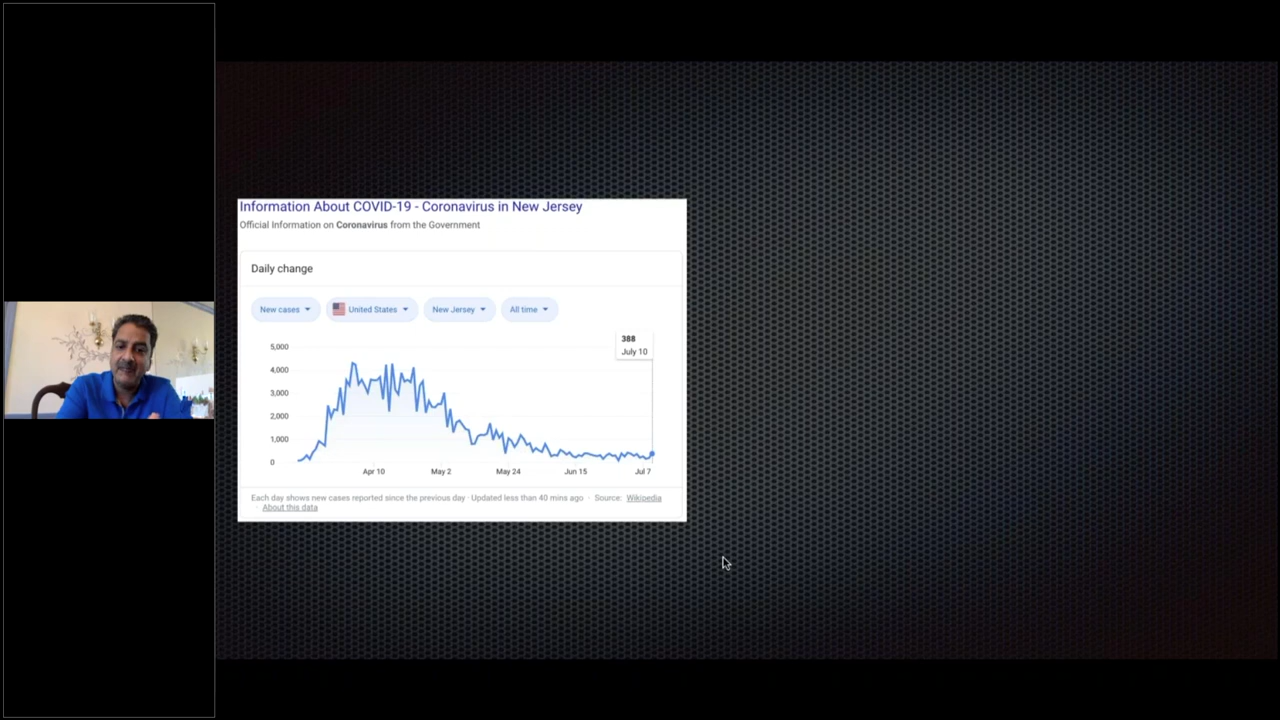 Information About COVID-19 - Coronavirus in New Jersey
Official Information on Coronavirus from the Government
Daily change
New cases
United States
New Jersey
All time
388
July 10
5,000
4,000
3,000
2,000
1,000
0
Apr 10
May 2
May 24
Jun 15
Jul 7
Each day shows new cases reported since the previous day · Updated less than 40 mins ago · Source: Wikipedia
· About this data